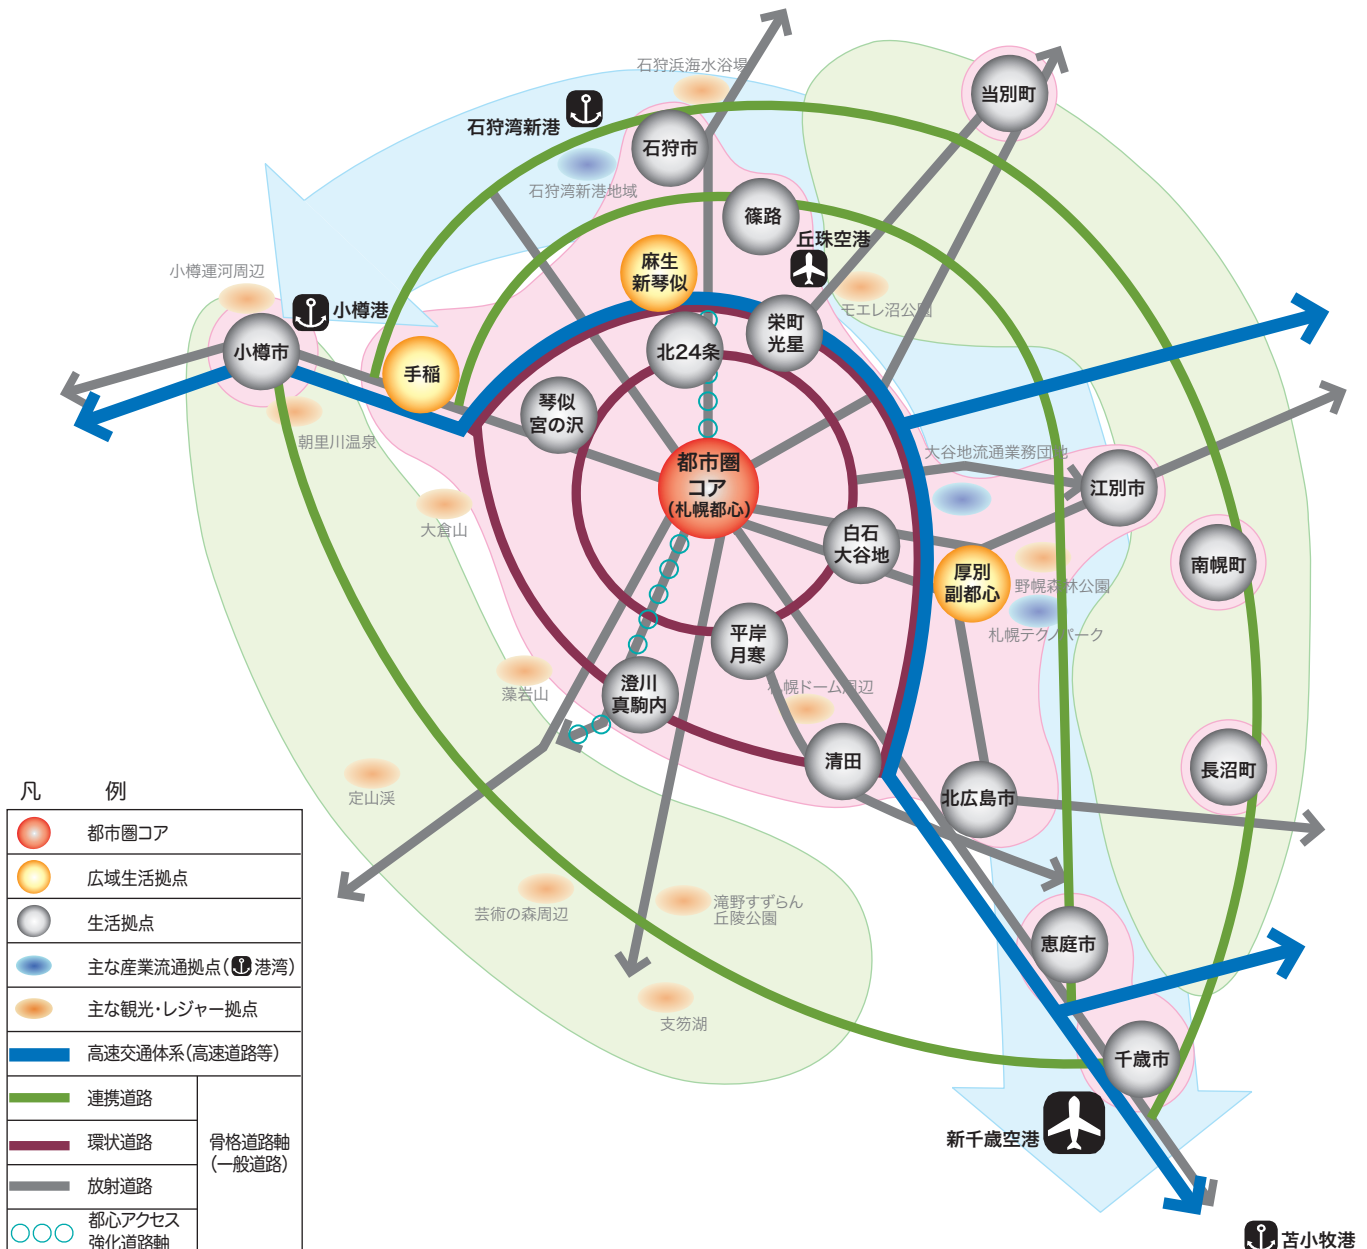 石狩浜海水浴場
当別町
石狩湾新港
石狩市
石狩湾新港地域
篠路
丘珠空港
麻生
新琴似
小樽運河周辺
小樽港
モエレ沼公園
栄町
光星
小樽市
北24条
手稲
琴似
宮の沢
朝里川温泉
都市圏
コア
(札幌都心)
大谷地流通業務団地
江別市
大倉山
白石
大谷地
厚別
副都心
野幌森林公園
南幌町
札幌テクノパーク
平岸
月寒
藻岩山
澄川
真駒内
札幌ドーム周辺
清田
長沼町
北広島市
定山渓
芸術の森周辺
滝野すずらん
丘陵公園
恵庭市
支笏湖
千歳市
新千歳空港
苫小牧港
凡 例
都市圏コア
広域生活拠点
生活拠点
主な産業流通拠点(港湾)
主な観光・レジャー拠点
高速交通体系(高速道路等)
連携道路
環状道路
放射道路
都心アクセス
強化道路軸
骨格道路軸
(一般道路)